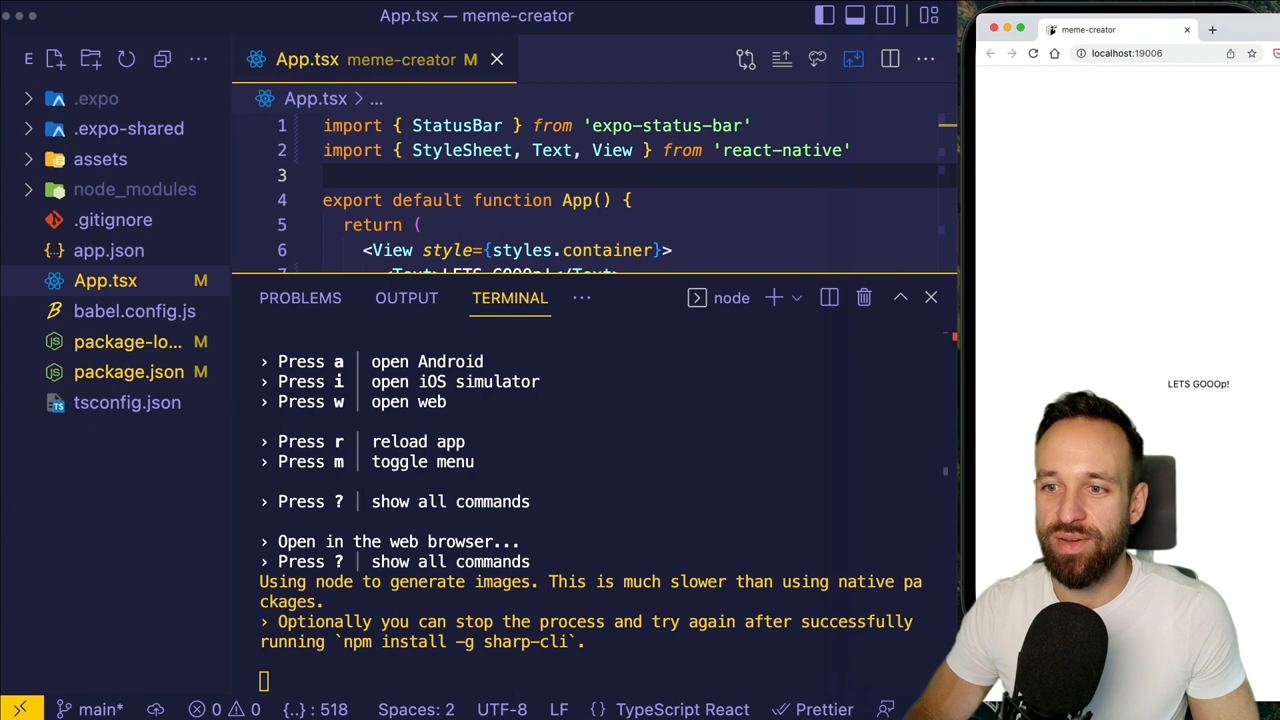 App.tsx — meme-creator
E
App.tsx meme-creator M
meme-creator
localhost:19006
.expo
.expo-shared
assets
node_modules
.gitignore
app.json
App.tsx M
babel.config.js
package-lo... M
package.json M
tsconfig.json
App.tsx > ...
1 import { StatusBar } from 'expo-status-bar'
2 import { StyleSheet, Text, View } from 'react-native'
3
4 export default function App() {
5 return (
6 <View style={styles.container}>
7 <Text>LETS GOOOp!</Text>
PROBLEMS OUTPUT TERMINAL ... node
› Press a | open Android
› Press i | open iOS simulator
› Press w | open web
› Press r | reload app
› Press m | toggle menu
› Press ? | show all commands
› Open in the web browser...
› Press ? | show all commands
Using node to generate images. This is much slower than using native pa
ckages.
› Optionally you can stop the process and try again after successfully
running `npm install -g sharp-cli`.
LETS GOOOp!
main* 0 0 {..} : 518 Spaces: 2 UTF-8 LF {} TypeScript React Prettier